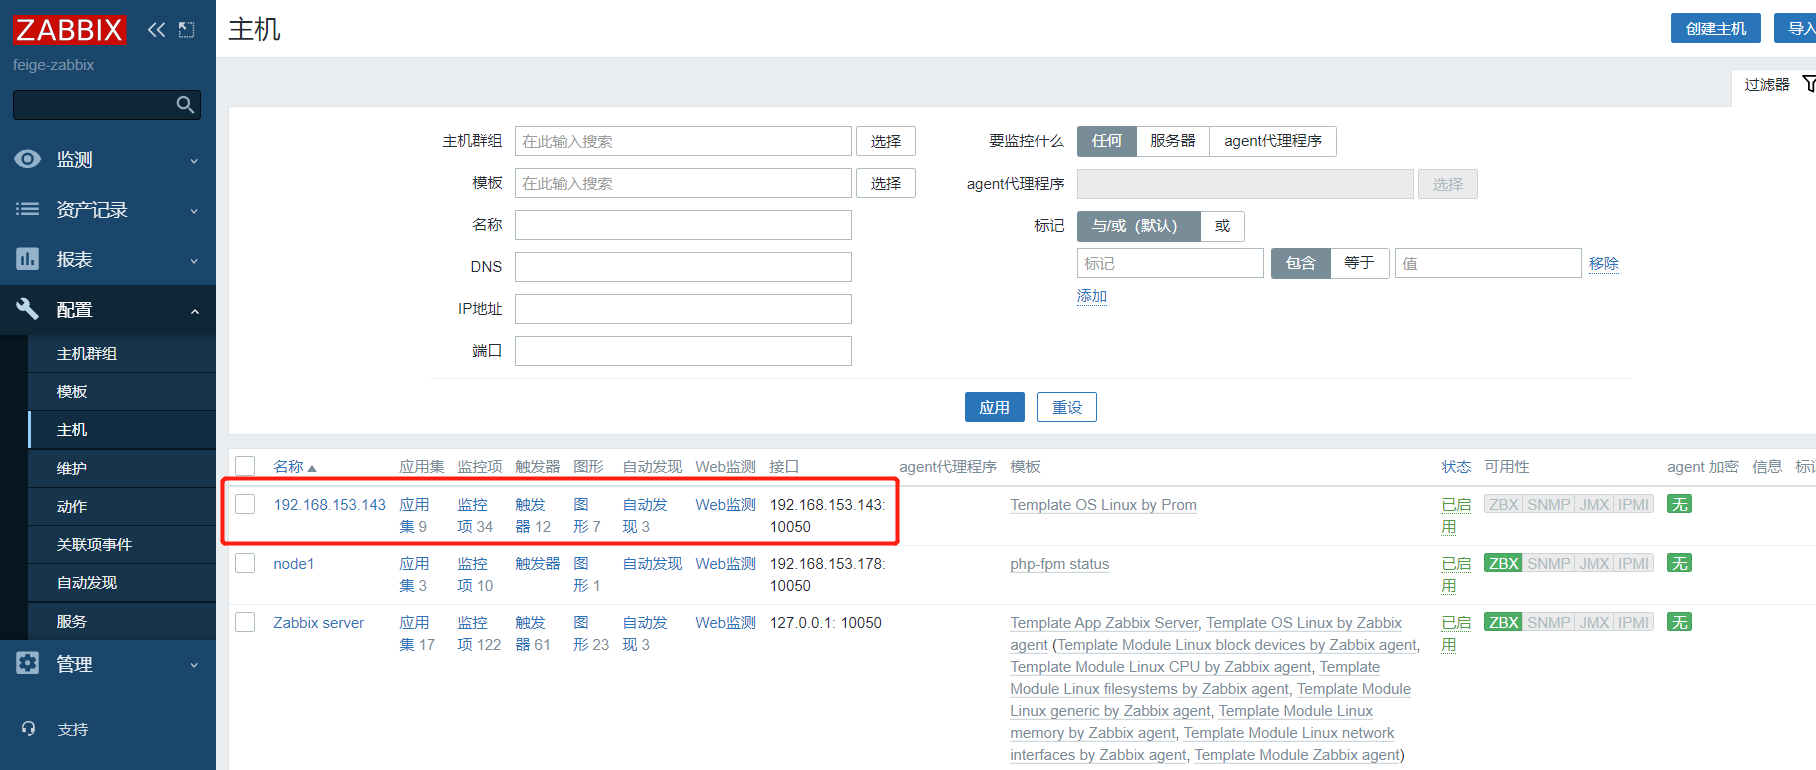 ZABBIX
feige-zabbix
监测
资产记录
报表
配置
主机群组
模板
主机
维护
动作
关联项事件
自动发现
服务
管理
支持
主机
创建主机 导入
过滤器
主机群组 在此输入搜索 选择
模板 在此输入搜索 选择
名称
DNS
IP地址
端口
要监控什么 任何 服务器 agent代理程序
agent代理程序 选择
标记 与/或（默认） 或
标记 包含 等于 值 移除
添加
应用 重设
名称 应用集 监控项 触发器 图形 自动发现 Web监测 接口 agent代理程序 模板 状态 可用性 agent 加密 信息 标记
192.168.153.143 应用 监控 触发 图 自动发 Web监测 192.168.153.143: Template OS Linux by Prom 已启 ZBX SNMP JMX IPMI 无
集 9 项 34 器 12 形 7 现 3 10050 用
node1 应用 监控 触发器 图 自动发现 Web监测 192.168.153.178: php-fpm status 已启 ZBX SNMP JMX IPMI 无
集 3 项 10 形 1 10050 用
Zabbix server 应用 监控 触发 图 自动发 Web监测 127.0.0.1: 10050 Template App Zabbix Server, Template OS Linux by Zabbix 已启 ZBX SNMP JMX IPMI 无
集 17 项 122 器 61 形 23 现 3 agent (Template Module Linux block devices by Zabbix agent, 用
Template Module Linux CPU by Zabbix agent, Template
Module Linux filesystems by Zabbix agent, Template Module
Linux generic by Zabbix agent, Template Module Linux
memory by Zabbix agent, Template Module Linux network
interfaces by Zabbix agent, Template Module Zabbix agent)